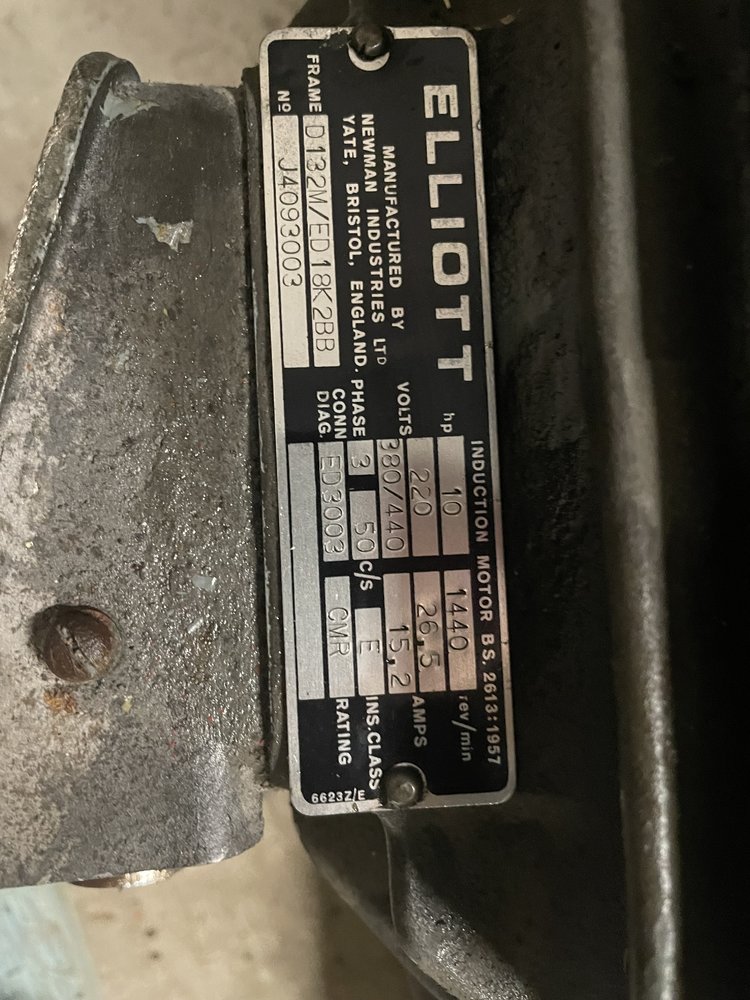 ELLIOTT
MANUFACTURED BY
NEWMAN INDUSTRIES LTD
YATE, BRISTOL, ENGLAND.
FRAME D132M/ED18K2BB
Nº J4093003
INDUCTION MOTOR BS. 2613:1957
hp 10 1440 rev/min
VOLTS 220 26,5 AMPS
380/440 15,2
PHASE 3 50 C/S E INS.CLASS
CONN DIAG. ED3003 CMR RATING
6623Z/E